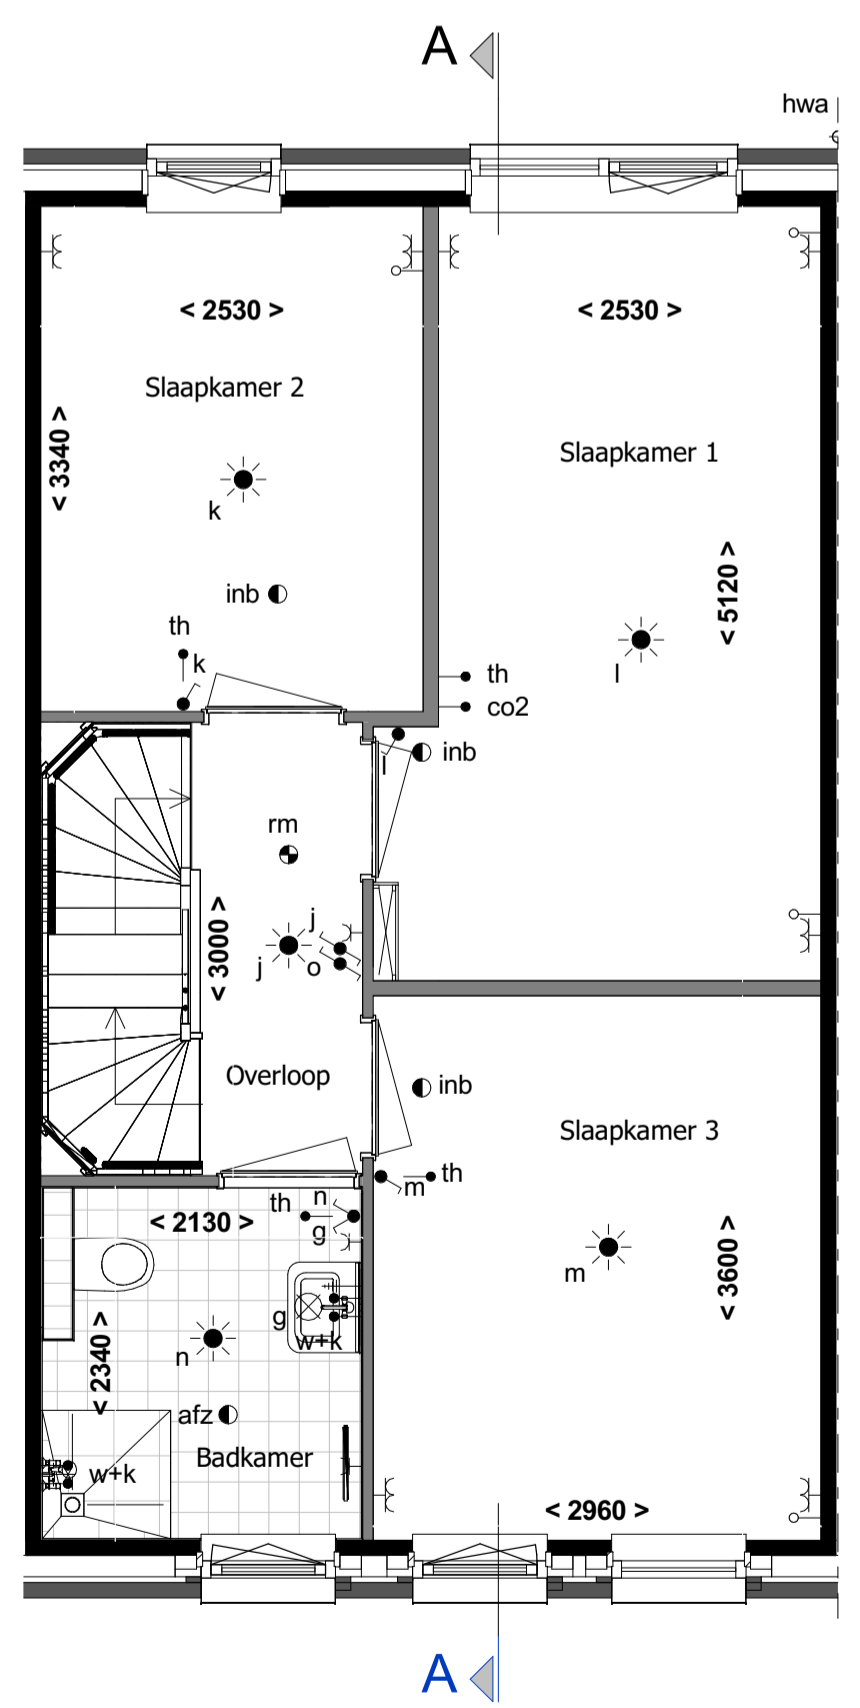 A
hwa
< 2530 >
< 2530 >
Slaapkamer 2
< 3340 >
Slaapkamer 1
k
< 5120 >
inb
th
k
l
th
co2
l
inb
rm
j
< 3000 >
j
o
Overloop
inb
Slaapkamer 3
th
m
n
th
< 2130 >
g
m
< 3600 >
g
w+k
n
< 2340 >
afz
Badkamer
w+k
< 2960 >
A